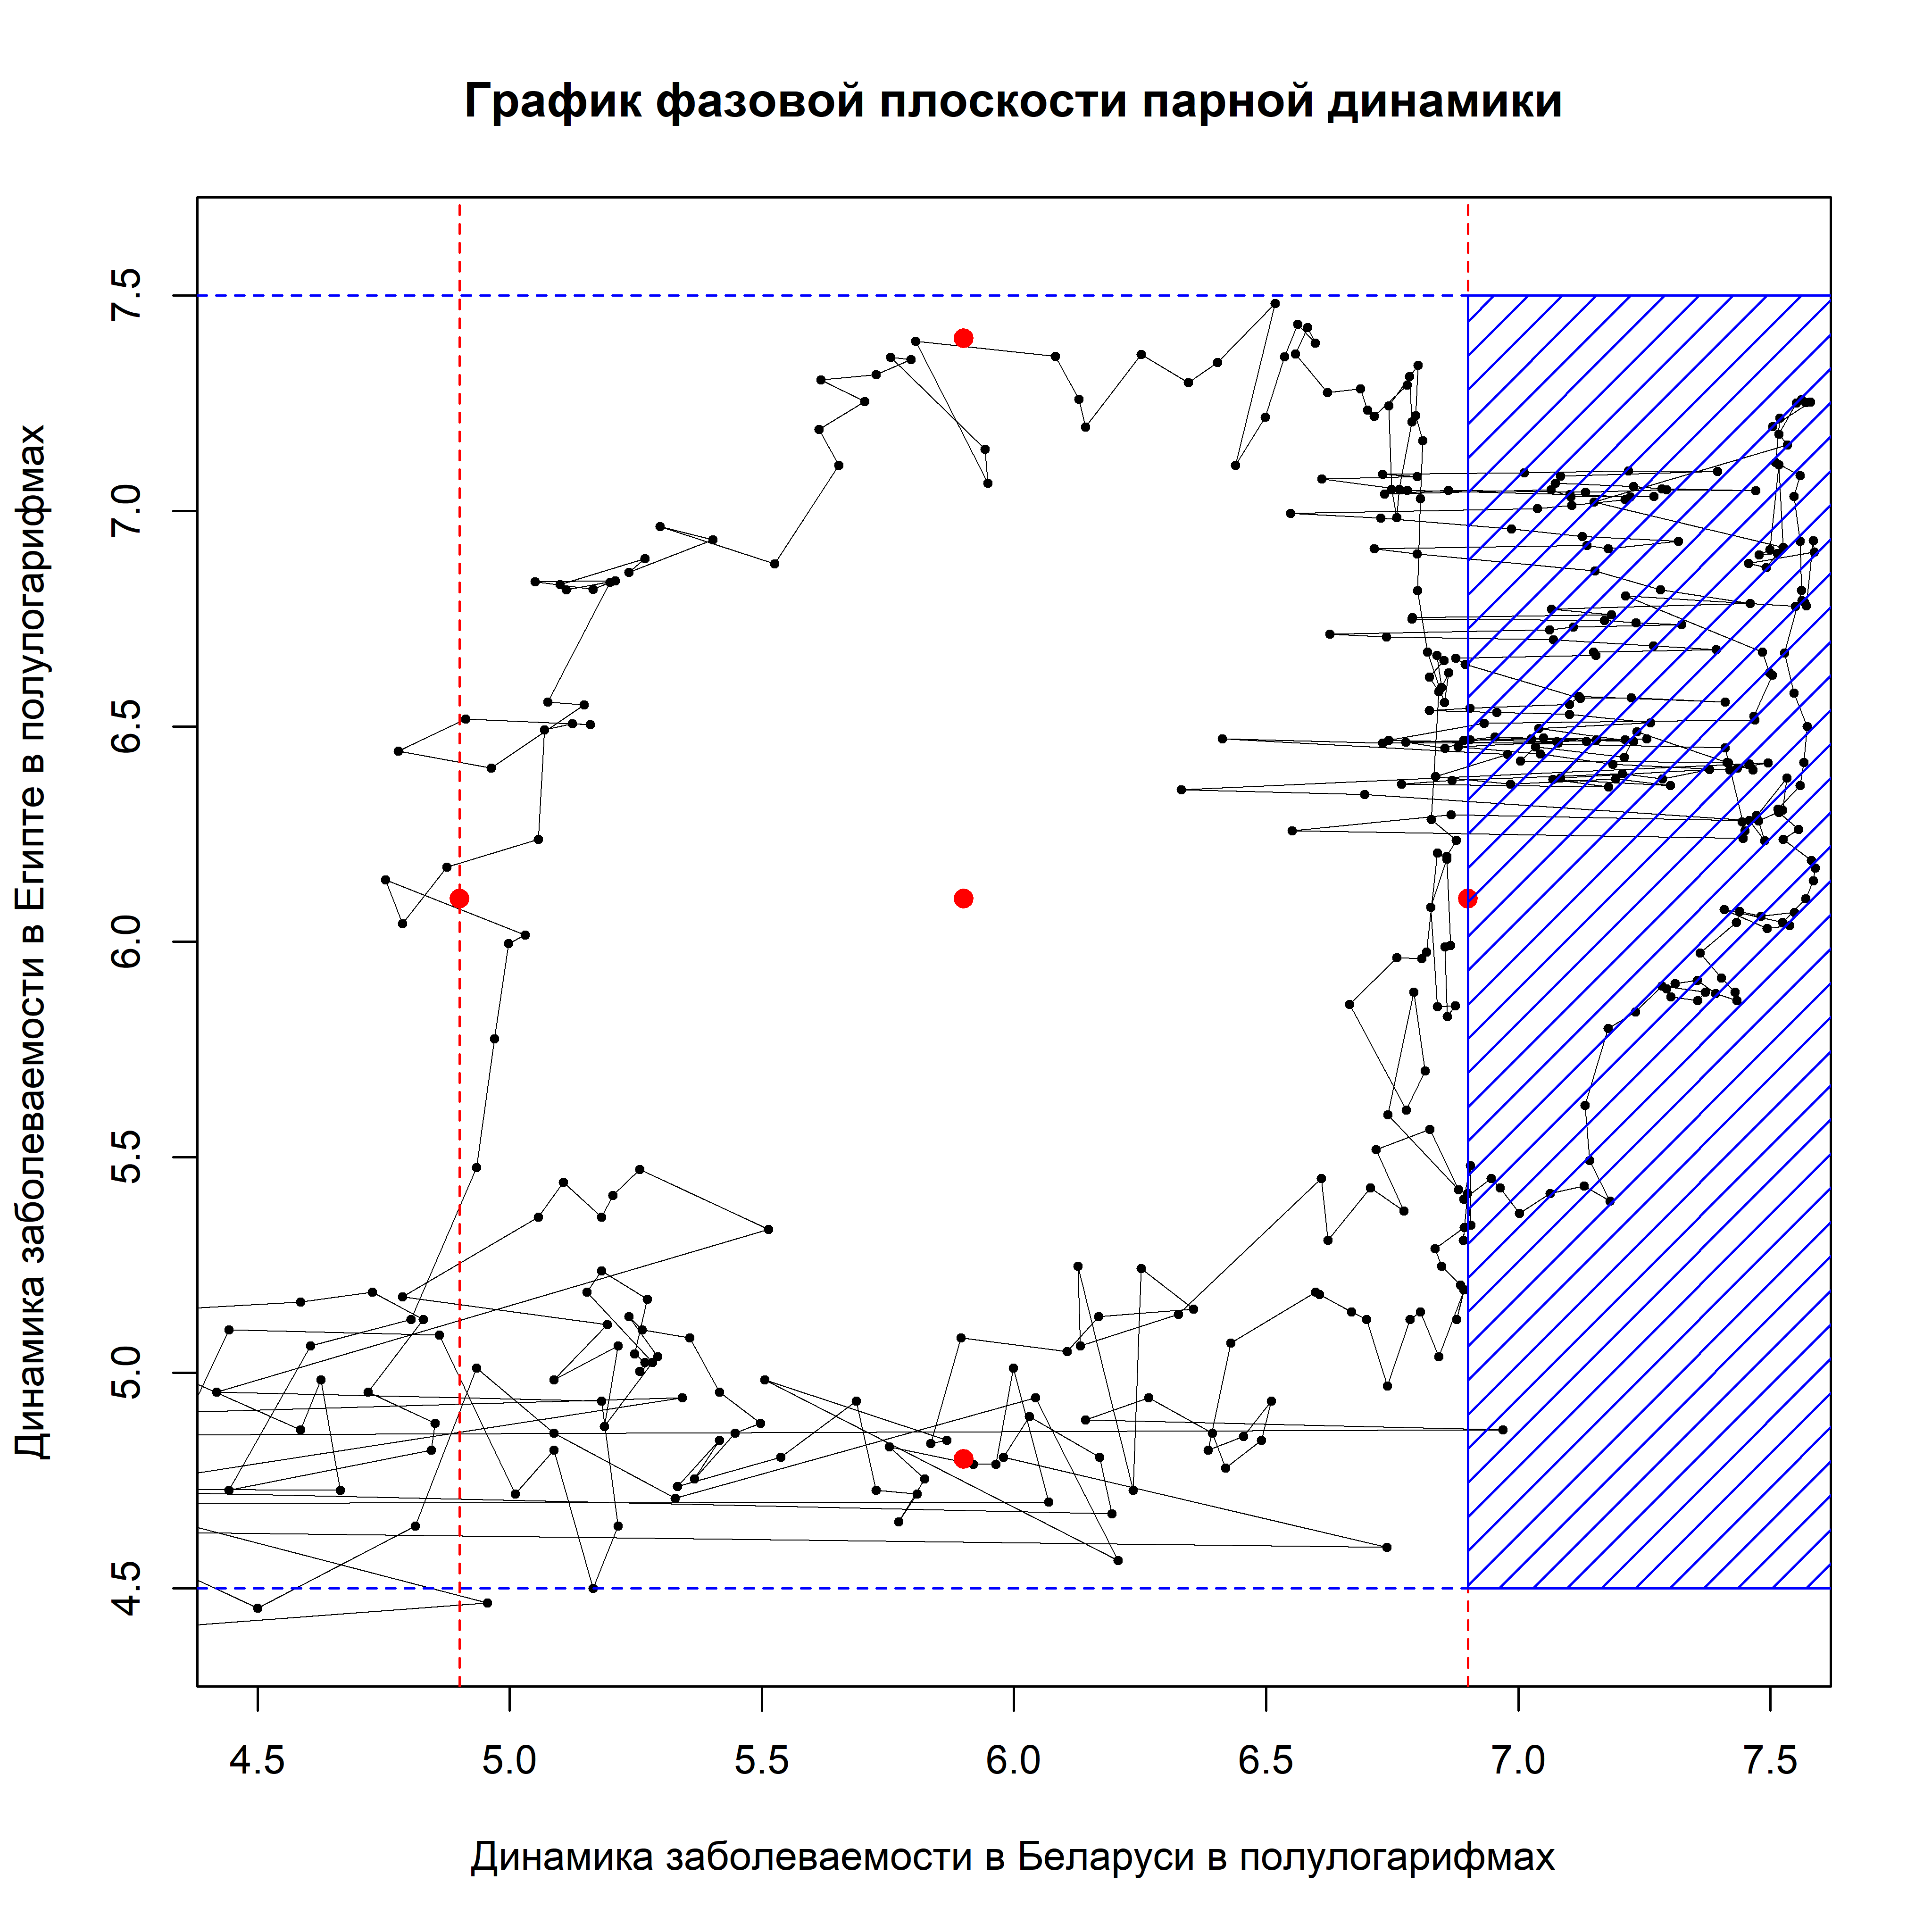 График фазовой плоскости парной динамики
Динамика заболеваемости в Египте в полулогарифмах
7.5
7.0
6.5
6.0
5.5
5.0
4.5
4.5 5.0 5.5 6.0 6.5 7.0 7.5
Динамика заболеваемости в Беларуси в полулогарифмах